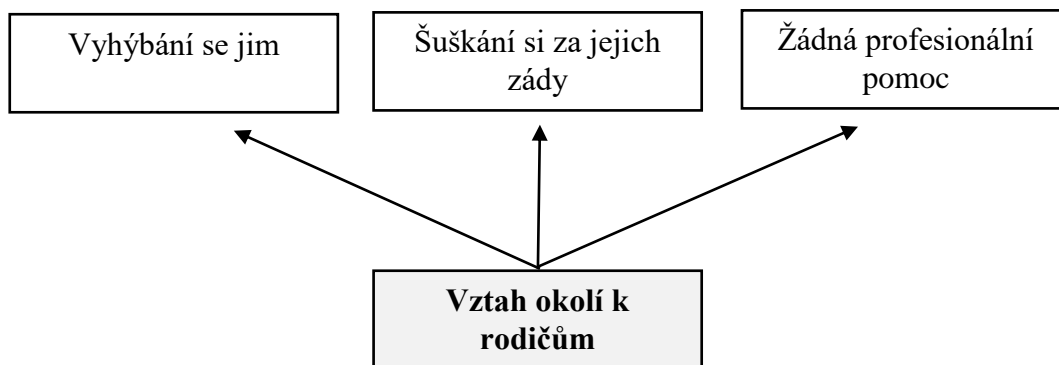 Vyhýbání se jim
Šuškání si za jejich
zády
Žádná profesionální
pomoc
Vztah okolí k
rodičům